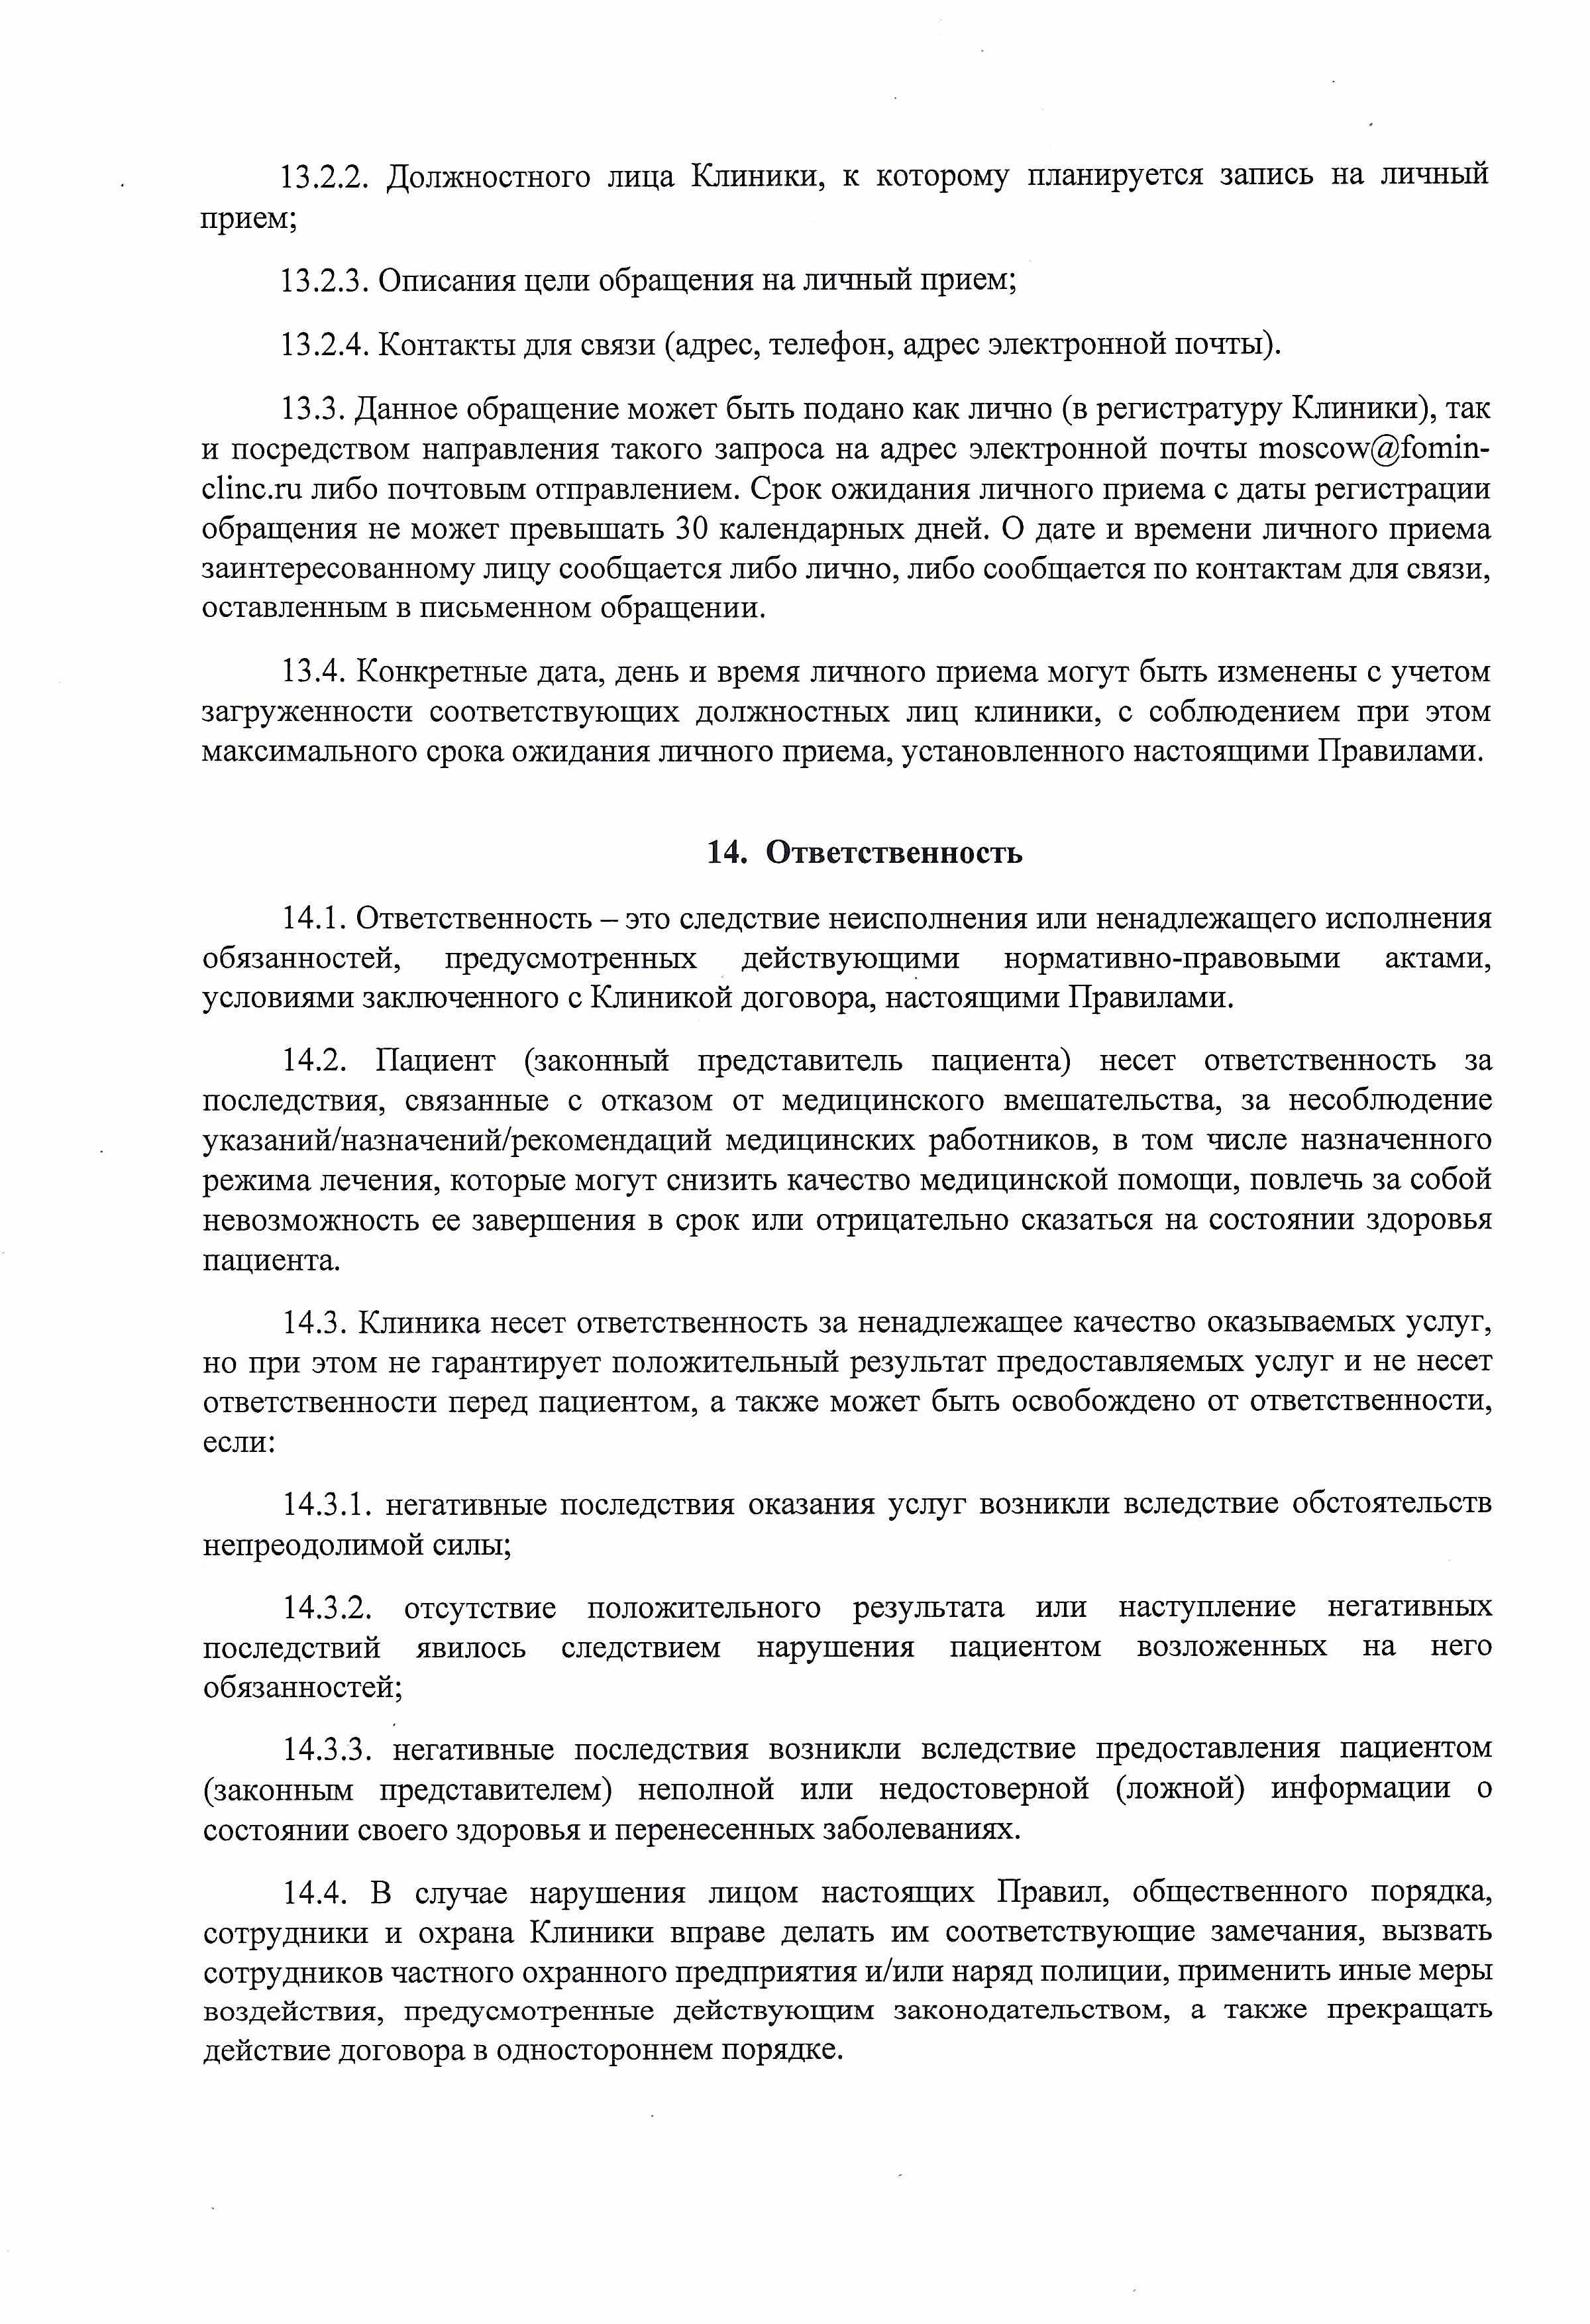 13.2.2. Должностного лица Клиники, к которому планируется запись на личный
прием;
13.2.3. Описания цели обращения на личный прием;
13.2.4. Контакты для связи (адрес, телефон, адрес электронной почты).
13.3. Данное обращение может быть подано как лично (в регистратуру Клиники), так
и посредством направления такого запроса на адрес электронной почты moscow@fomin-
clinc.ru либо почтовым отправлением. Срок ожидания личного приема с даты регистрации
обращения не может превышать 30 календарных дней. О дате и времени личного приема
заинтересованному лицу сообщается либо лично, либо сообщается по контактам для связи,
оставленным в письменном обращении.
13.4. Конкретные дата, день и время личного приема могут быть изменены с учетом
загруженности соответствующих должностных лиц клиники, с соблюдением при этом
максимального срока ожидания личного приема, установленного настоящими Правилами.
14. Ответственность
14.1. Ответственность – это следствие неисполнения или ненадлежащего исполнения
обязанностей, предусмотренных действующими нормативно-правовыми актами,
условиями заключенного с Клиникой договора, настоящими Правилами.
14.2. Пациент (законный представитель пациента) несет ответственность за
последствия, связанные с отказом от медицинского вмешательства, за несоблюдение
указаний/назначений/рекомендаций медицинских работников, в том числе назначенного
режима лечения, которые могут снизить качество медицинской помощи, повлечь за собой
невозможность ее завершения в срок или отрицательно сказаться на состоянии здоровья
пациента.
14.3. Клиника несет ответственность за ненадлежащее качество оказываемых услуг,
но при этом не гарантирует положительный результат предоставляемых услуг и не несет
ответственности перед пациентом, а также может быть освобождено от ответственности,
если:
14.3.1. негативные последствия оказания услуг возникли вследствие обстоятельств
непреодолимой силы;
14.3.2. отсутствие положительного результата или наступление негативных
последствий явилось следствием нарушения пациентом возложенных на него
обязанностей;
14.3.3. негативные последствия возникли вследствие предоставления пациентом
(законным представителем) неполной или недостоверной (ложной) информации о
состоянии своего здоровья и перенесенных заболеваниях.
14.4. В случае нарушения лицом настоящих Правил, общественного порядка,
сотрудники и охрана Клиники вправе делать им соответствующие замечания, вызвать
сотрудников частного охранного предприятия и/или наряд полиции, применить иные меры
воздействия, предусмотренные действующим законодательством, а также прекращать
действие договора в одностороннем порядке.